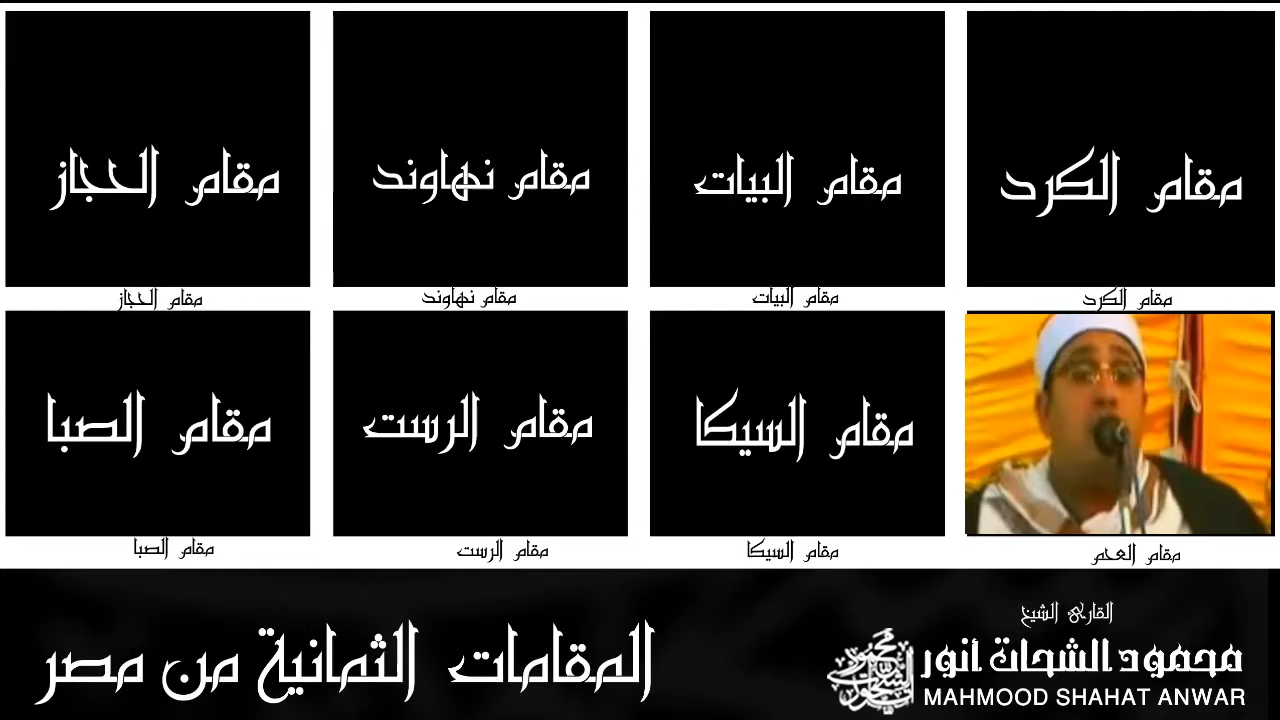 مقام الكرد
مقام البيات
مقام نهاوند
مقام الحجاز
مقام الكرد
مقام البيات
مقام نهاوند
مقام الحجاز
مقام السيكا
مقام الرست
مقام الصبا
مقام العجم
مقام السيكا
مقام الرست
مقام الصبا
القارئ الشيخ
محمود الشحات أنور
MAHMOOD SHAHAT ANWAR
المقامات الثمانية من مصر